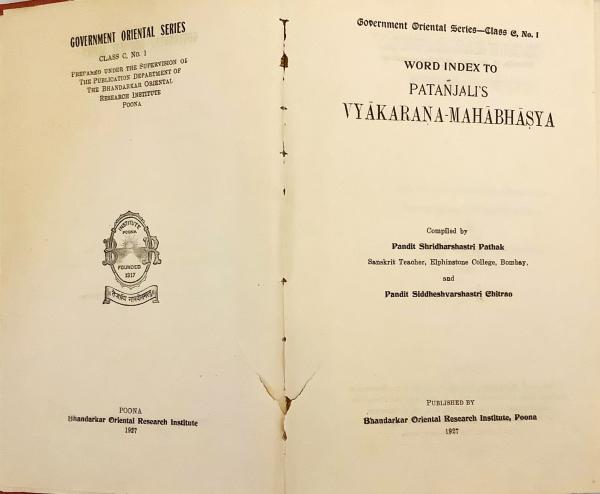 GOVERNMENT ORIENTAL SERIES
CLASS C, No. 1
PREPARED UNDER THE SUPERVISION OF
THE PUBLICATION DEPARTMENT OF
THE BHANDARKAR ORIENTAL
RESEARCH INSTITUTE
POONA
INSTITUTE
POONA
B R
FOUNDED
1917
तेजस्वि नावधीतमस्तु
POONA
Bhandarkar Oriental Research Institute
1927
Government Oriental Series—Class C, No. 1
WORD INDEX TO
PATAÑJALI'S
VYĀKARAṆA-MAHĀBHĀṢYA
Compiled by
Pandit Shridharshastri Pathak
Sanskrit Teacher, Elphinstone College, Bombay,
and
Pandit Siddheshvarshastri Chitrao
PUBLISHED BY
Bhandarkar Oriental Research Institute, Poona
1927